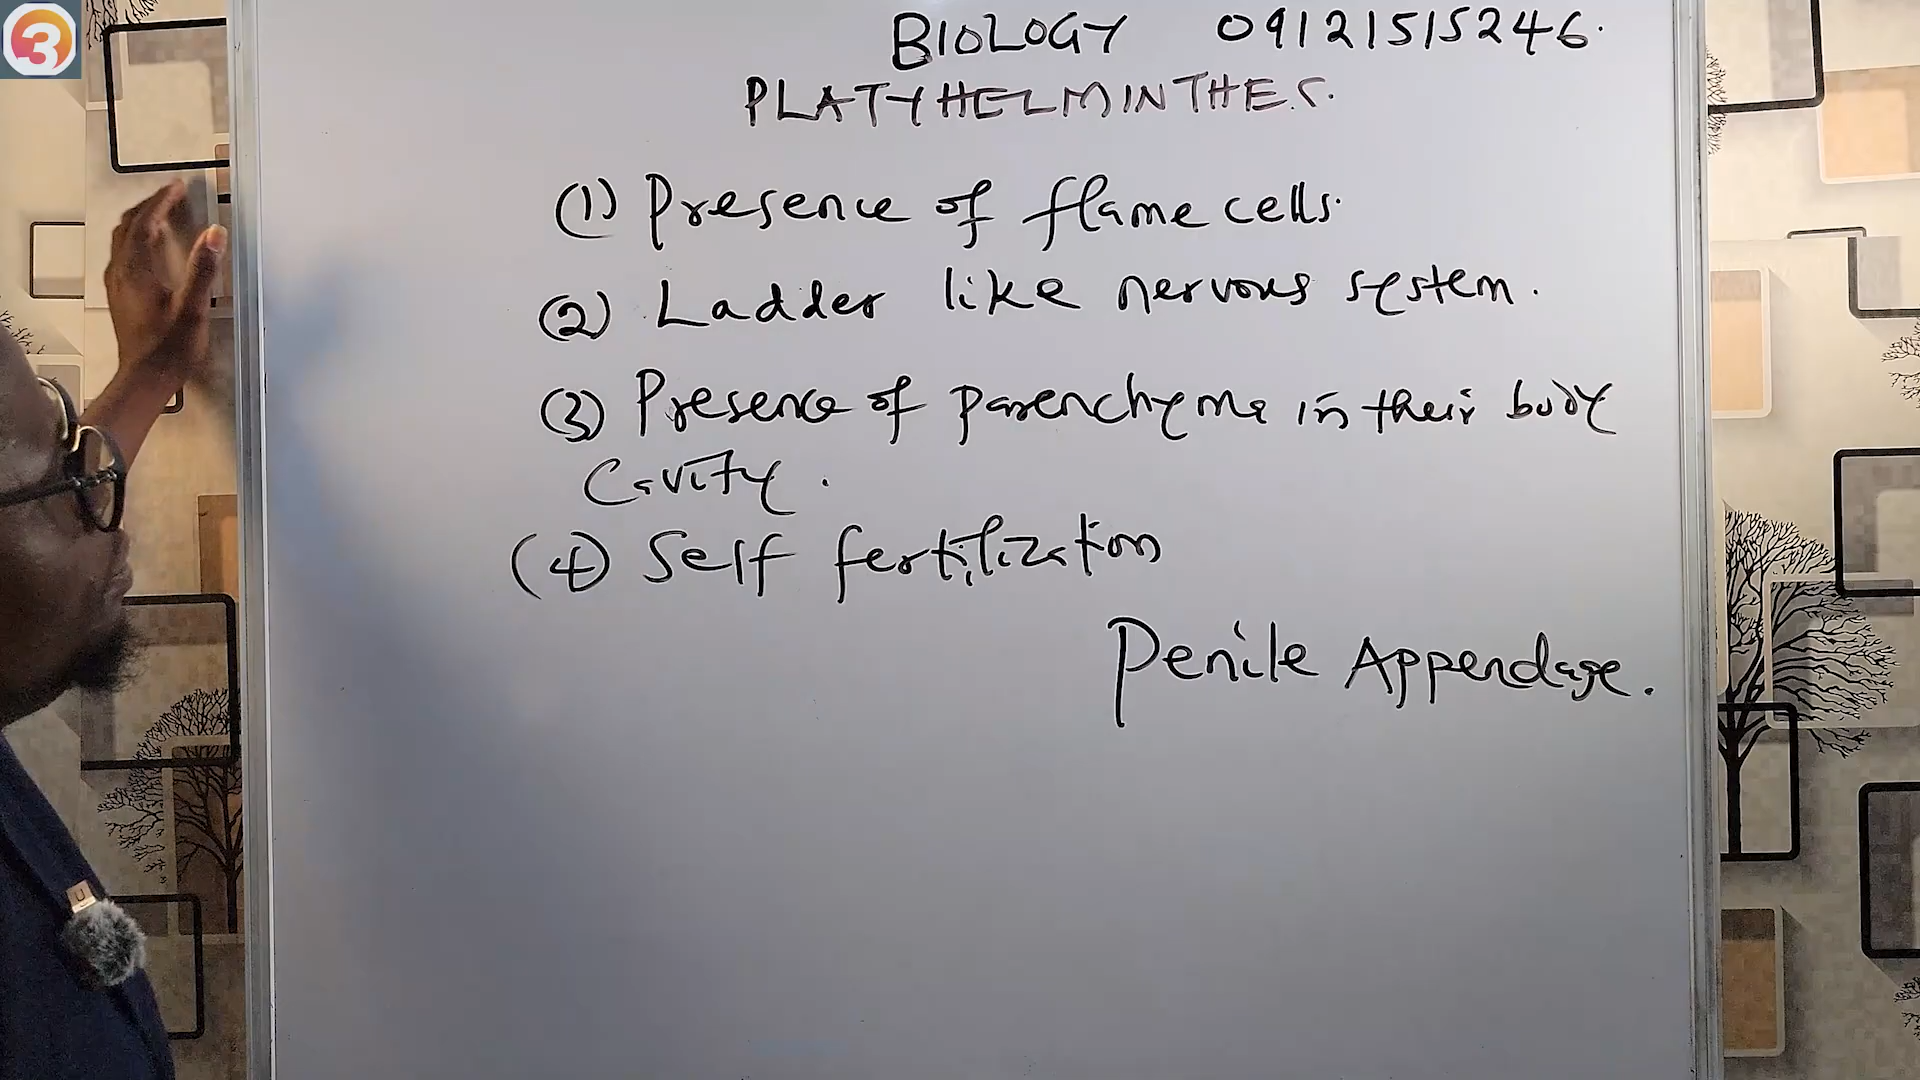 3
BIOLOGY 09121515246.
PLATYHELMINTHES.
(1) Presence of flame cells.
(2) Ladder like nervous system.
(3) Presence of parenchyma in their body
Cavity.
(4) Self fertilization
Penile Appendage.